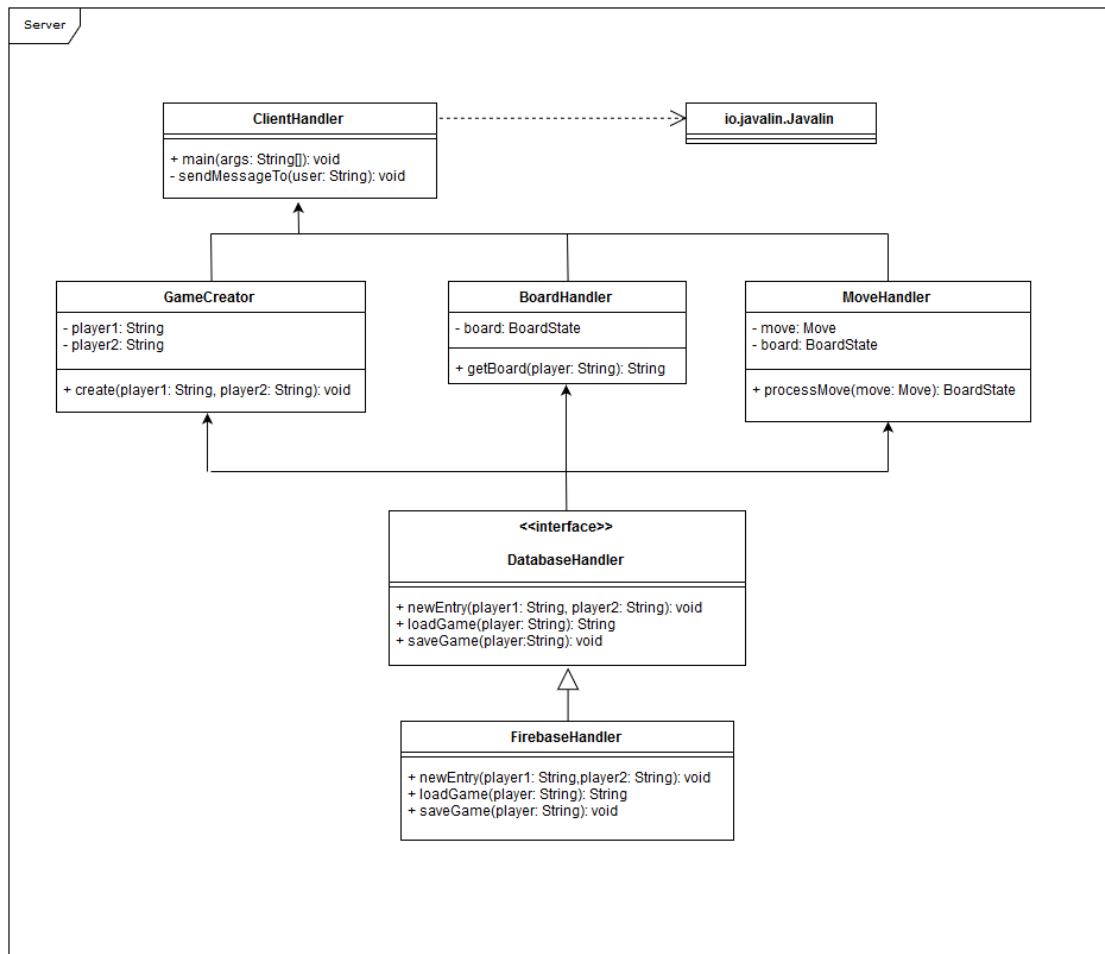 Server
ClientHandler
+ main(args: String[]): void
- sendMessageTo(user: String): void
io.javalin.Javalin
GameCreator
- player1: String
- player2: String
+ create(player1: String, player2: String): void
BoardHandler
- board: BoardState
+ getBoard(player: String): String
MoveHandler
- move: Move
- board: BoardState
+ processMove(move: Move): BoardState
<<interface>>
DatabaseHandler
+ newEntry(player1: String, player2: String): void
+ loadGame(player: String): String
+ saveGame(player:String): void
FirebaseHandler
+ newEntry(player1: String,player2: String): void
+ loadGame(player: String): String
+ saveGame(player: String): void